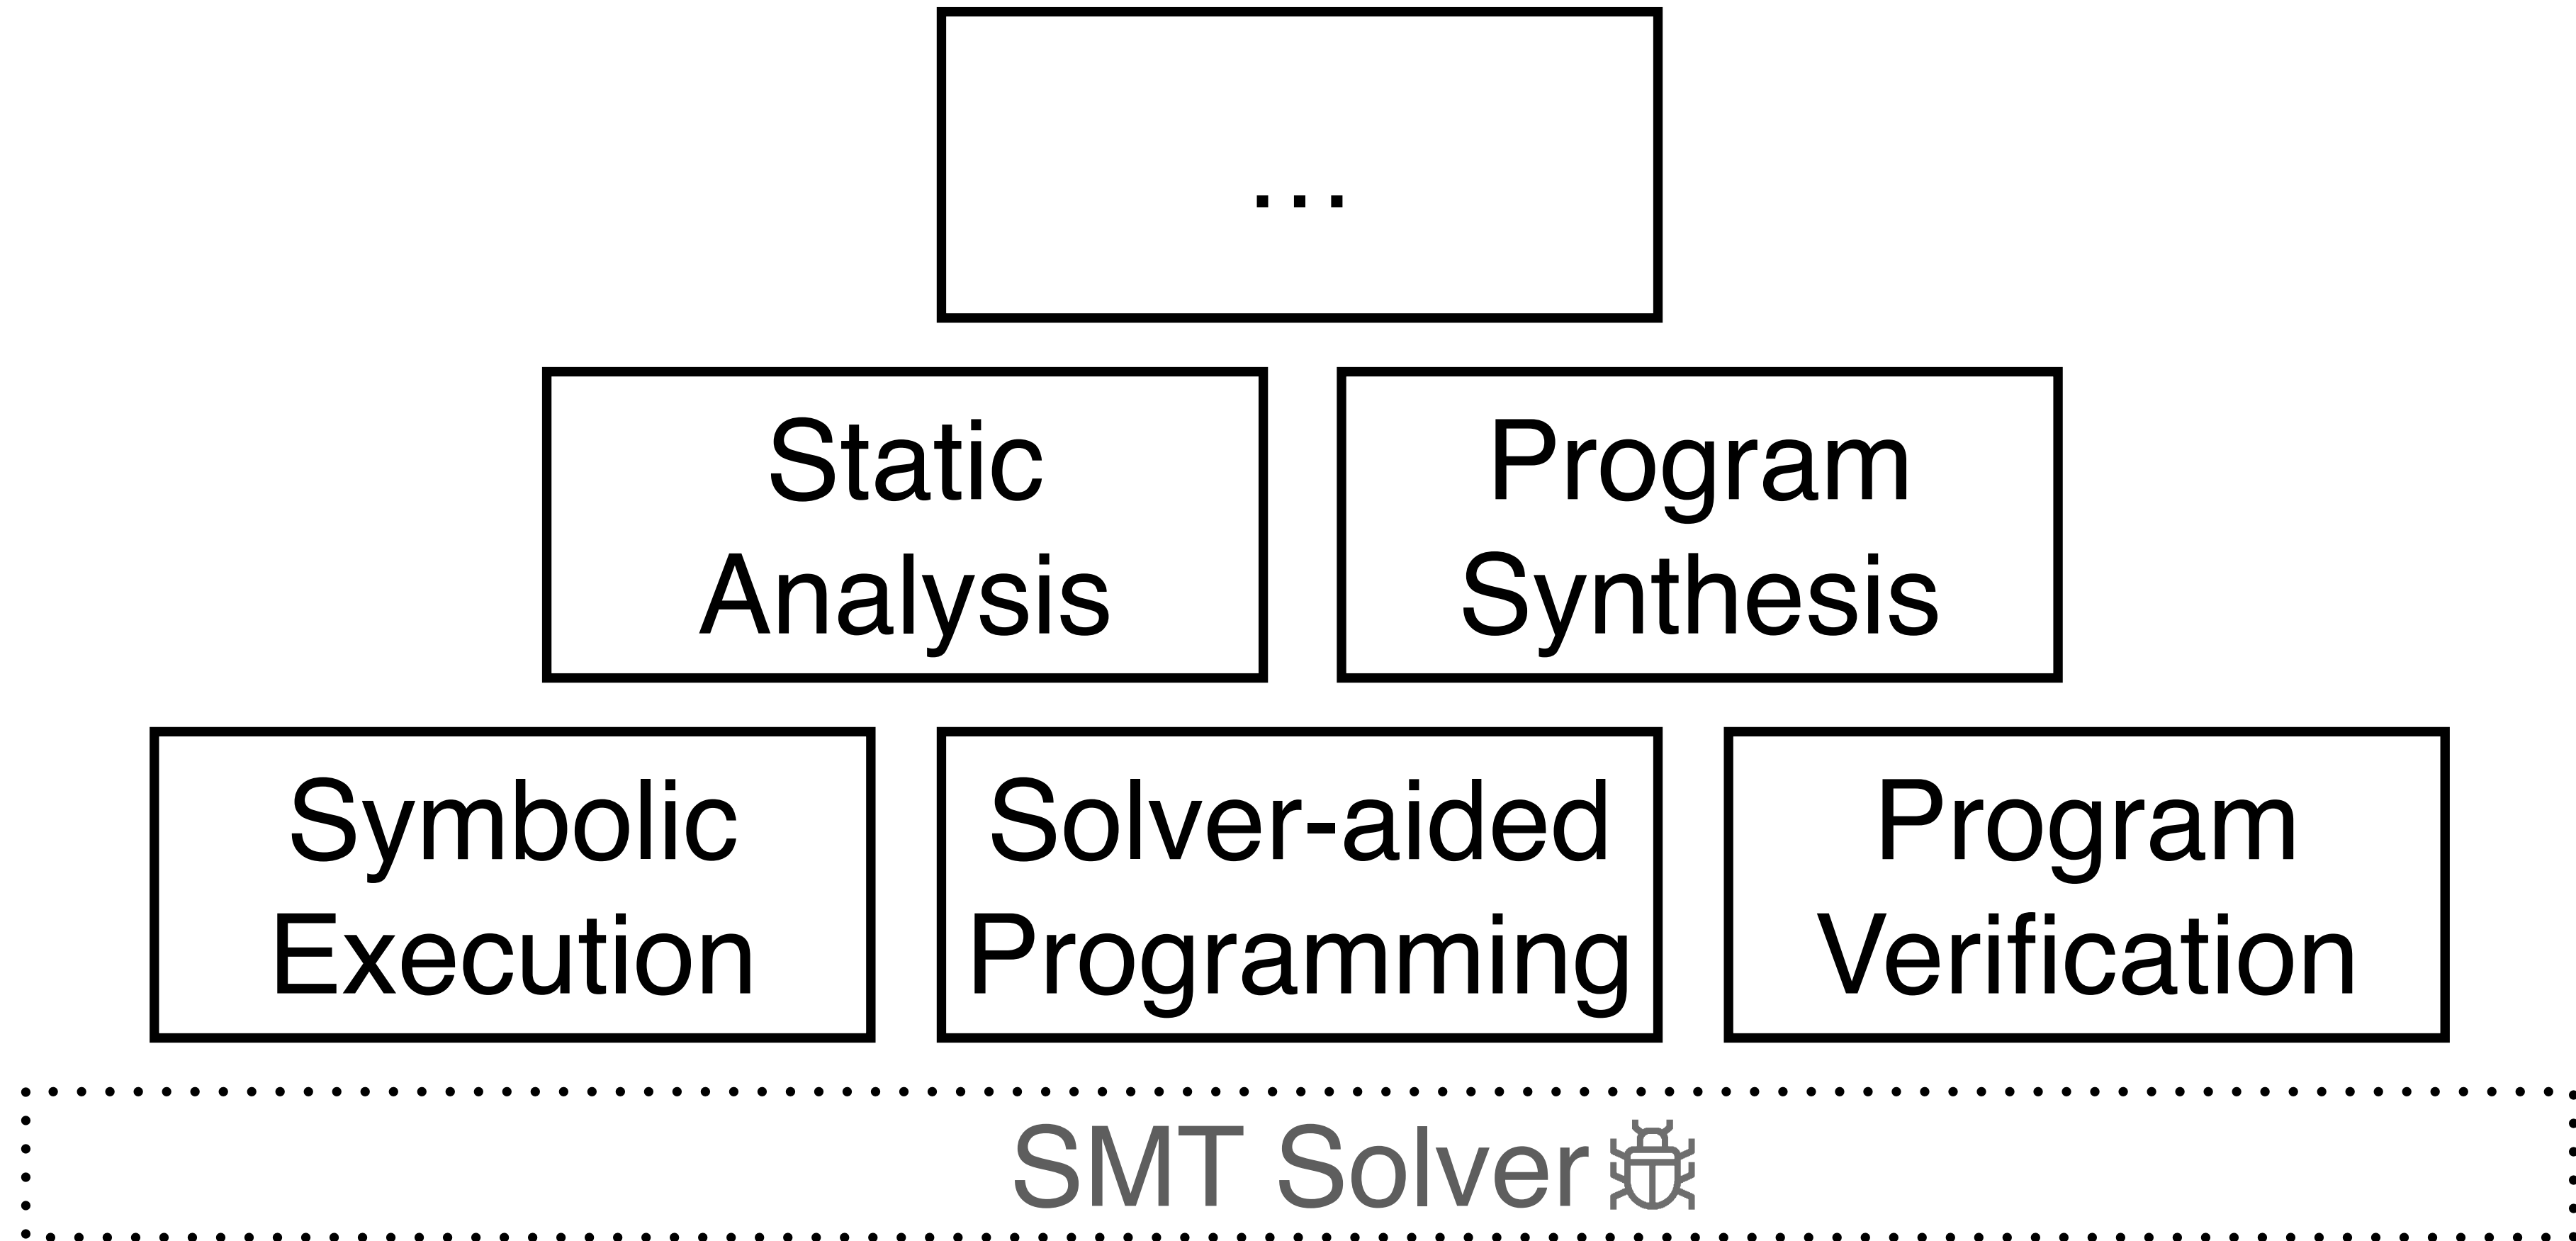 ...
Static
Analysis
Program
Synthesis
Symbolic
Execution
Solver-aided
Programming
Program
Verification
SMT Solver